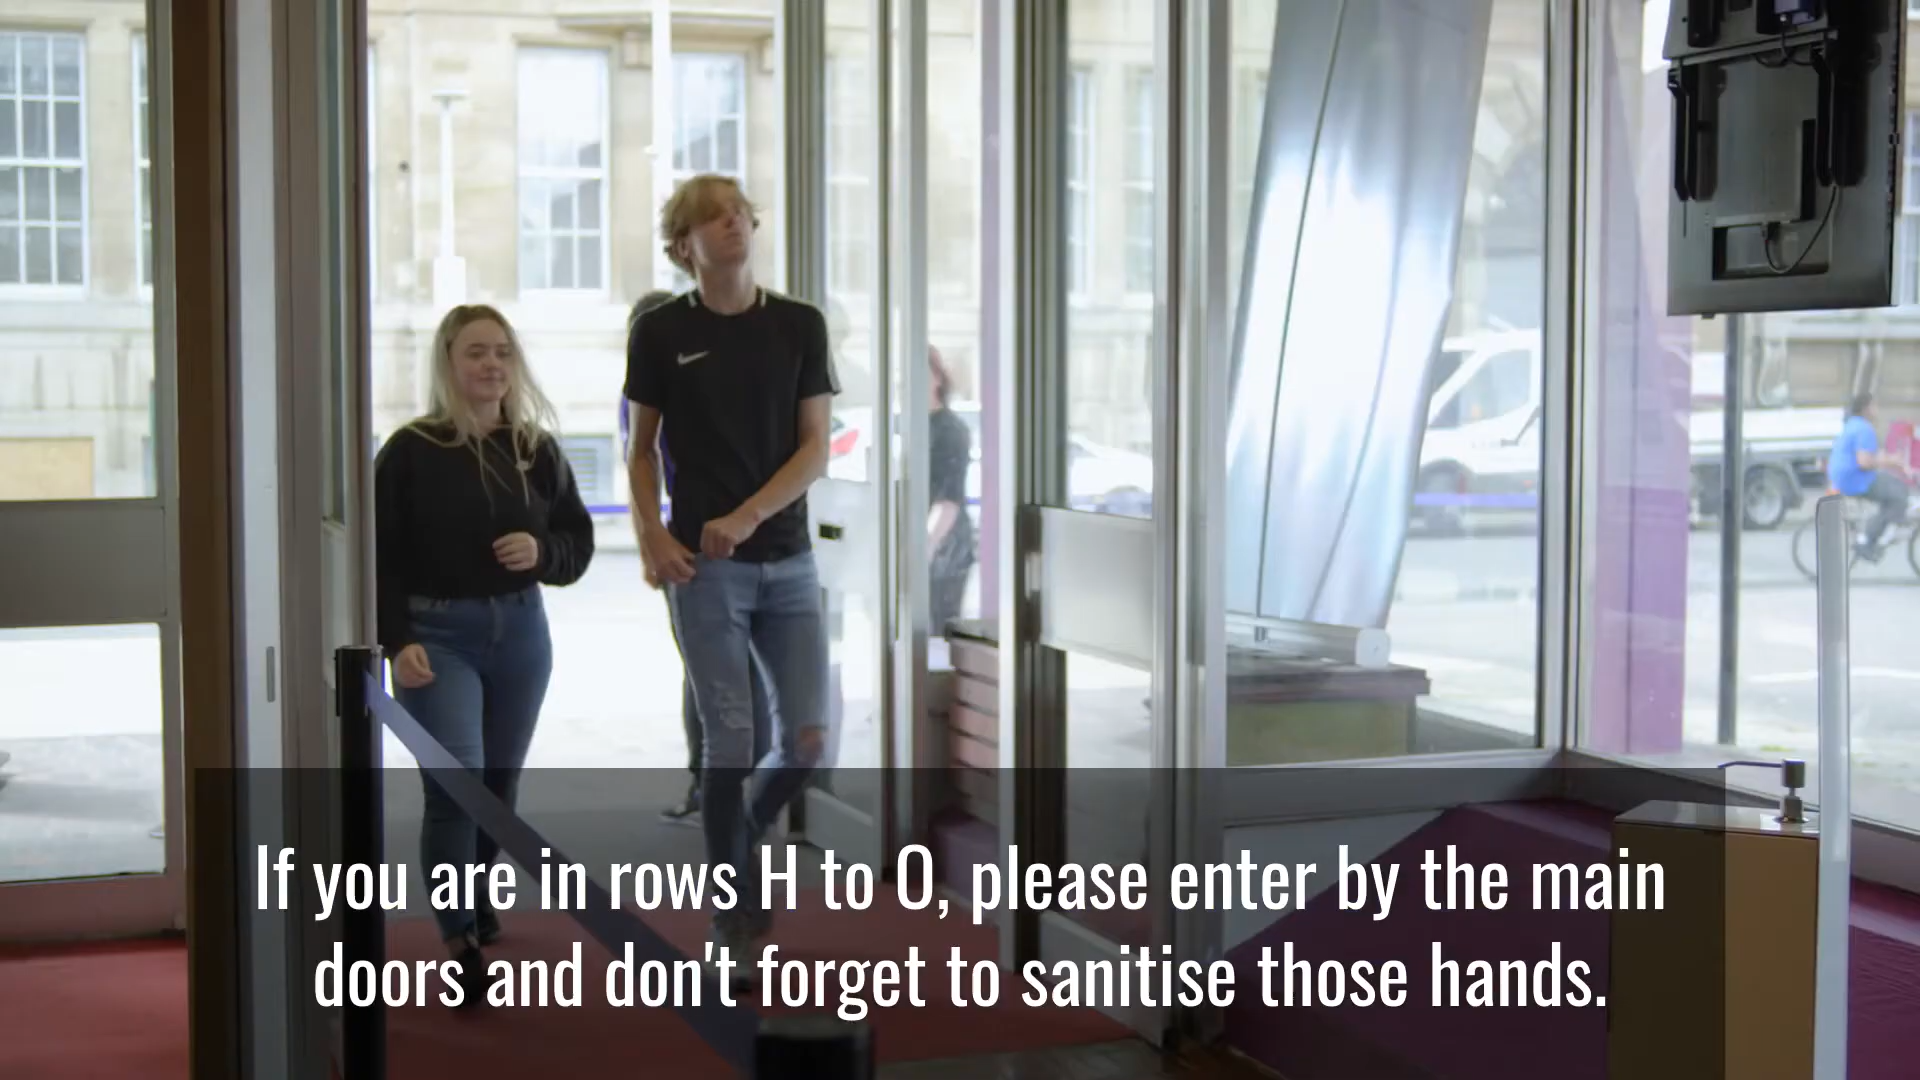 If you are in rows H to O, please enter by the main
doors and don't forget to sanitise those hands.